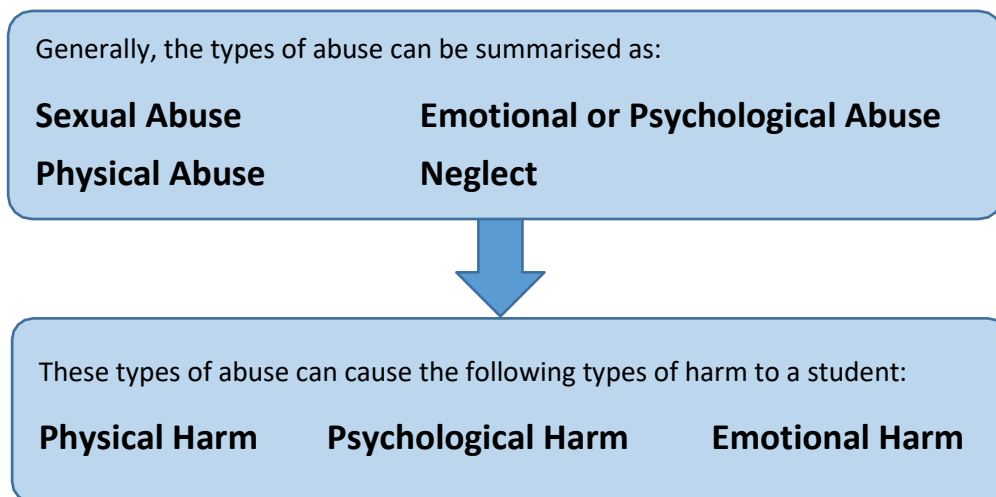 Generally, the types of abuse can be summarised as:
Sexual Abuse Emotional or Psychological Abuse
Physical Abuse Neglect
These types of abuse can cause the following types of harm to a student:
Physical Harm Psychological Harm Emotional Harm